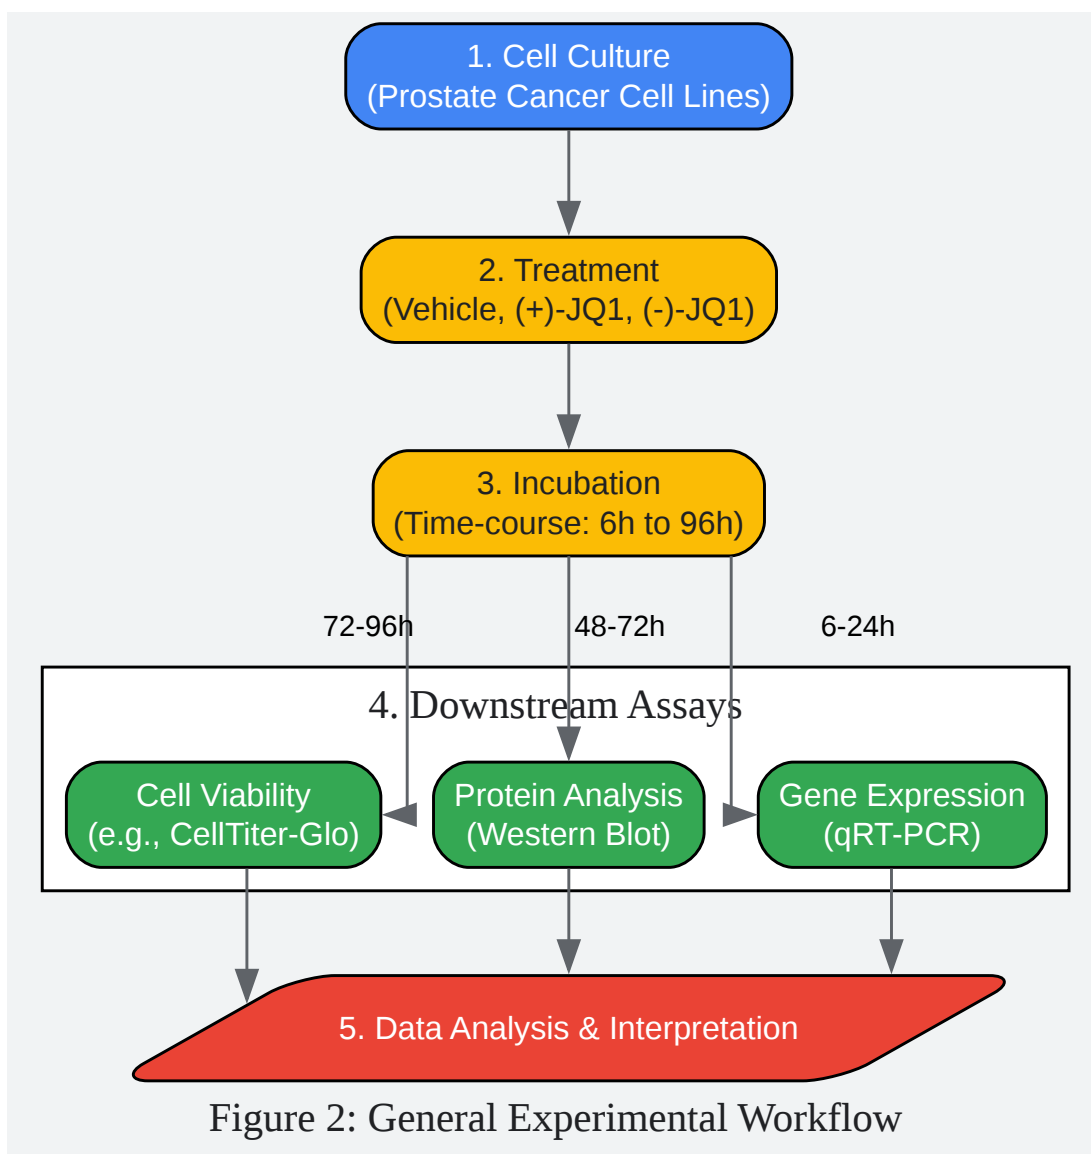 1. Cell Culture
(Prostate Cancer Cell Lines)
2. Treatment
(Vehicle, (+)-JQ1, (-)-JQ1)
3. Incubation
(Time-course: 6h to 96h)
72-96h
48-72h
6-24h
4. Downstream Assays
Cell Viability
(e.g., CellTiter-Glo)
Protein Analysis
(Western Blot)
Gene Expression
(qRT-PCR)
5. Data Analysis & Interpretation
Figure 2: General Experimental Workflow